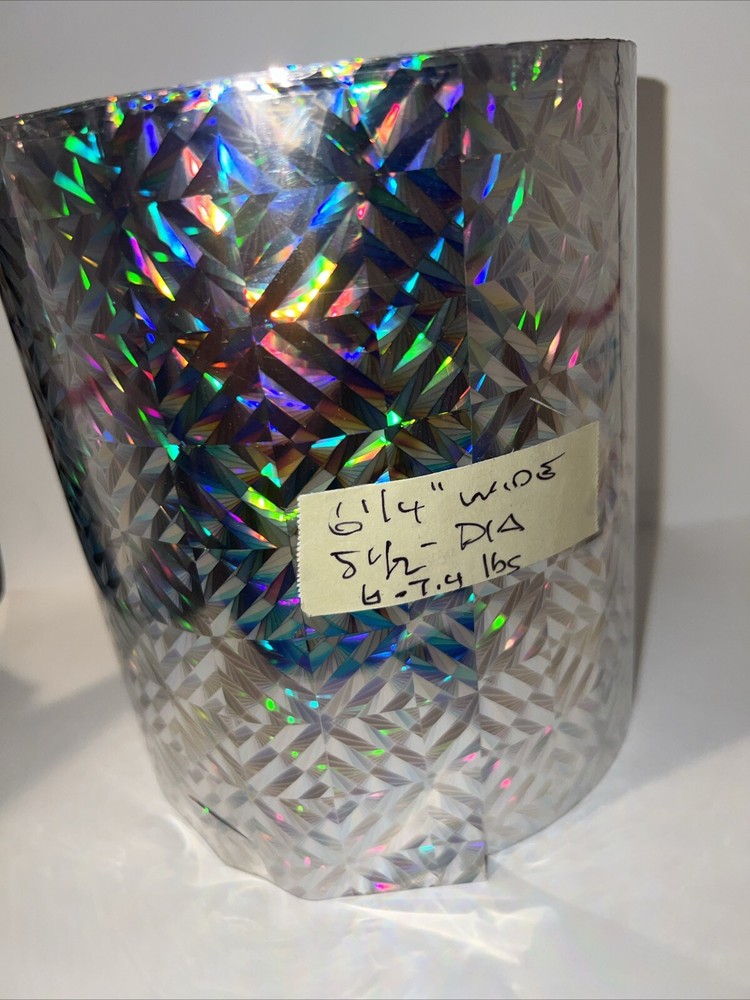 6 1/4" WIDE
5 1/2" DIA
6.7.4 lbs